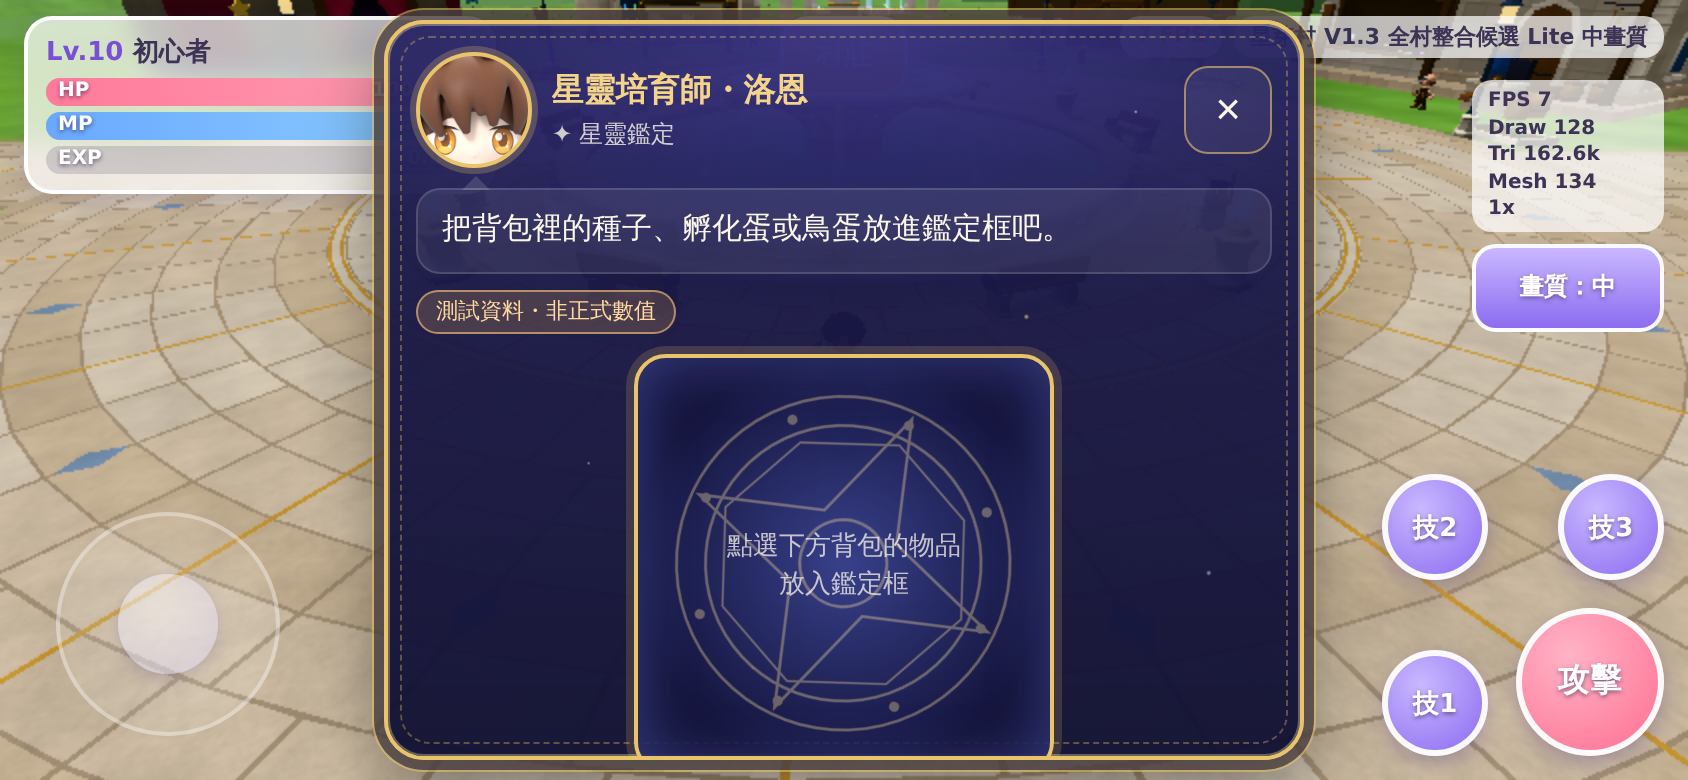 Lv.10 初心者
HP
MP
EXP
星靈培育師・洛恩
✦ 星靈鑑定
×
把背包裡的種子、孵化蛋或鳥蛋放進鑑定框吧。
測試資料・非正式數值
點選下方背包的物品
放入鑑定框
村 V1.3 全村整合候選 Lite 中畫質
FPS 7
Draw 128
Tri 162.6k
Mesh 134
1x
畫質：中
技2
技3
技1
攻擊